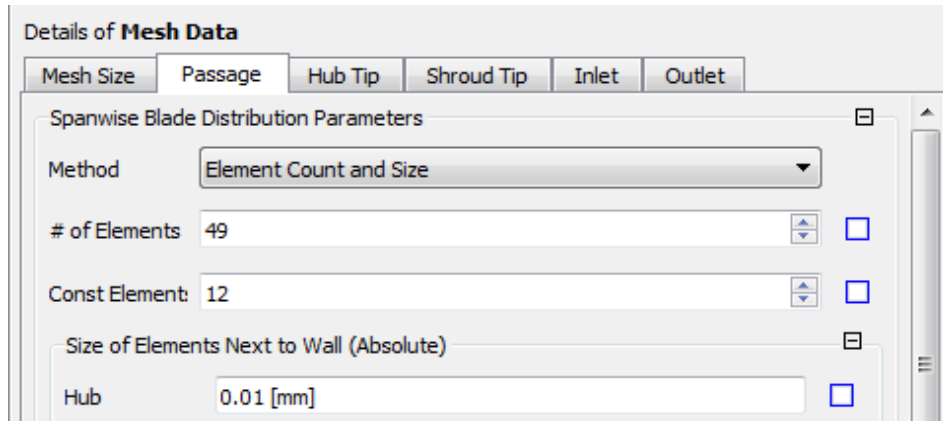 Details of Mesh Data
Mesh Size Passage Hub Tip Shroud Tip Inlet Outlet
Spanwise Blade Distribution Parameters
Method Element Count and Size
# of Elements 49
Const Element: 12
Size of Elements Next to Wall (Absolute)
Hub 0.01 [mm]